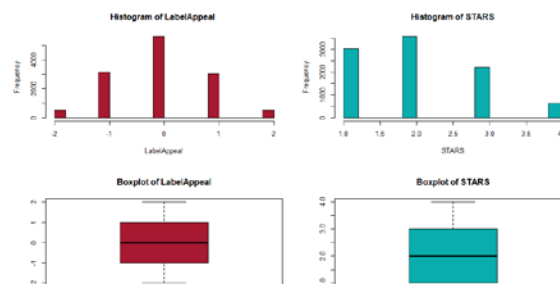 Histogram of LabelAppeal
Frequency
0 2000 4000
-2 -1 0 1 2
LabelAppeal
Histogram of STARS
Frequency
0 1000 2000 3000
1.0 1.5 2.0 2.5 3.0 3.5
STARS
Boxplot of LabelAppeal
-1 0 1 2
Boxplot of STARS
2.0 3.0 4.0